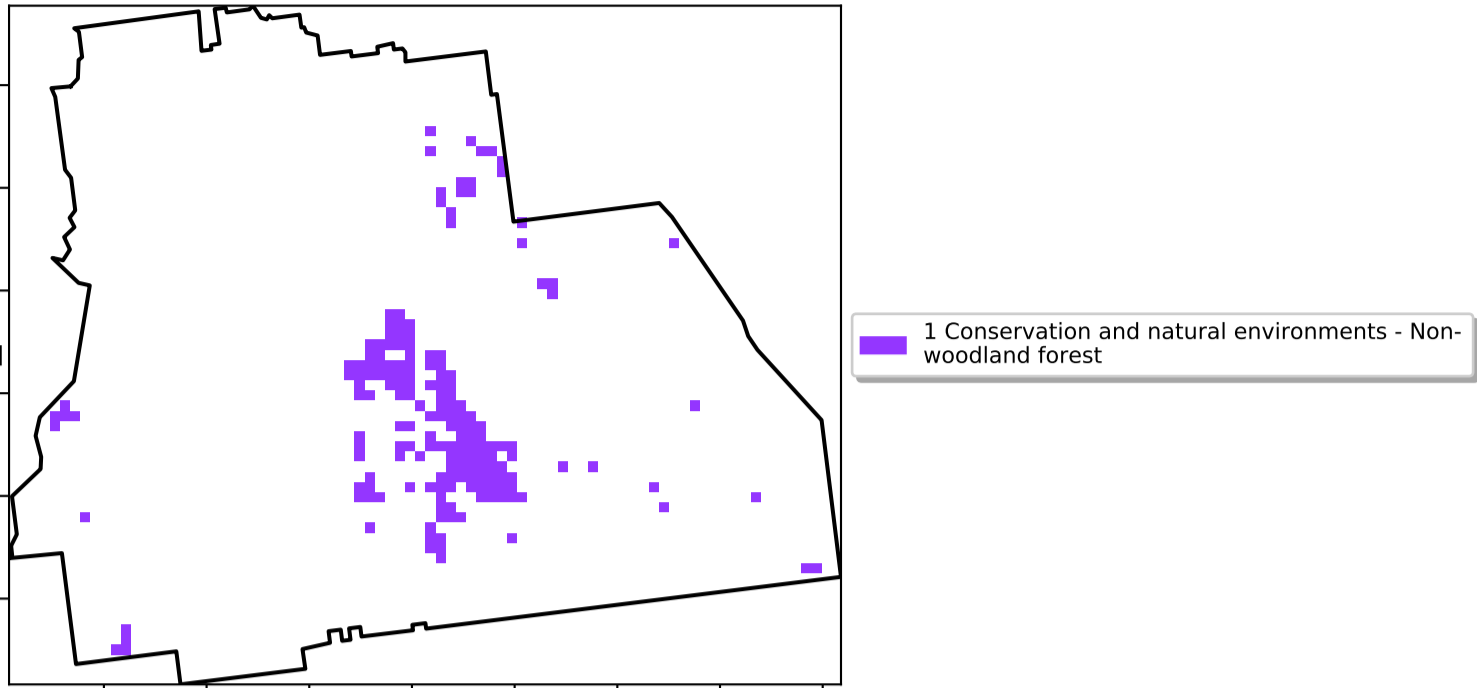 1 Conservation and natural environments - Non-
woodland forest